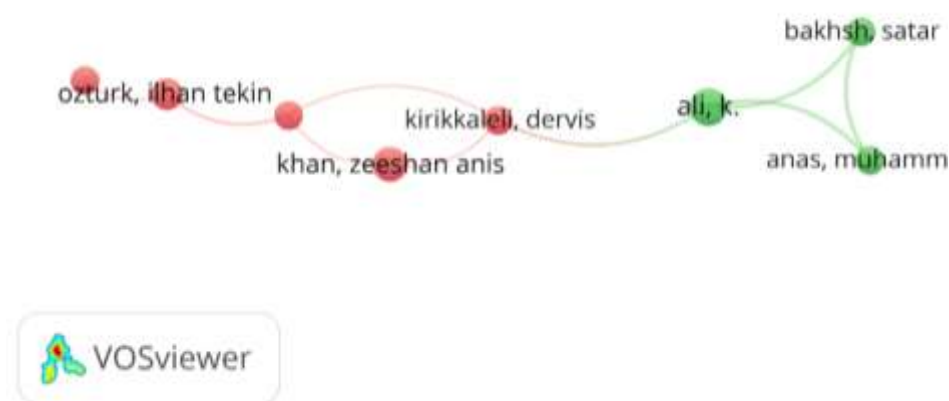 bakhsh, satar
ozturk, ilhan tekin
ali, k.
kirikkaleli, dervis
khan, zeeshan anis
anas, muhamm
VOSviewer